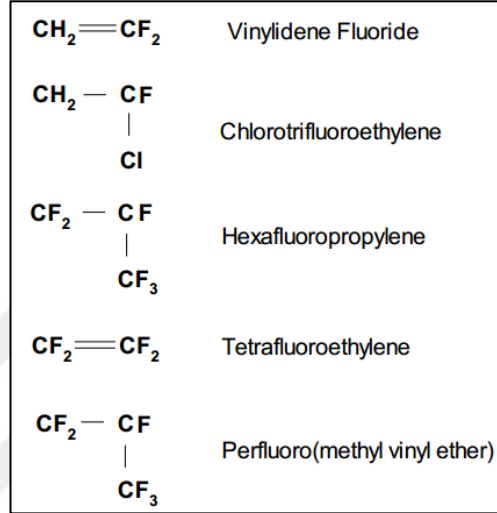 CH₂=CF₂ Vinylidene Fluoride
CH₂ — CF
|
Cl
Chlorotrifluoroethylene
CF₂ — CF
|
CF₃
Hexafluoropropylene
CF₂=CF₂ Tetrafluoroethylene
CF₂ — CF
|
CF₃
Perfluoro(methyl vinyl ether)